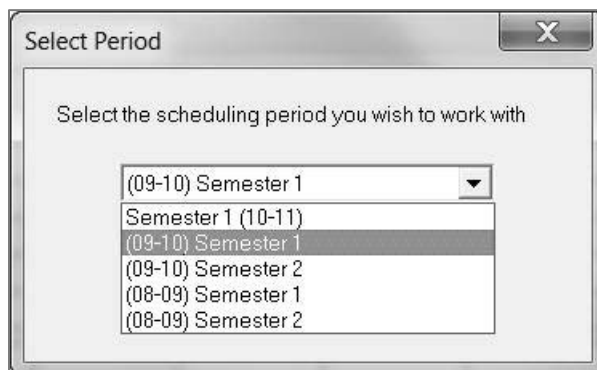 Select Period
X
Select the scheduling period you wish to work with
(09-10) Semester 1
Semester 1 (10-11)
(09-10) Semester 1
(09-10) Semester 2
(08-09) Semester 1
(08-09) Semester 2